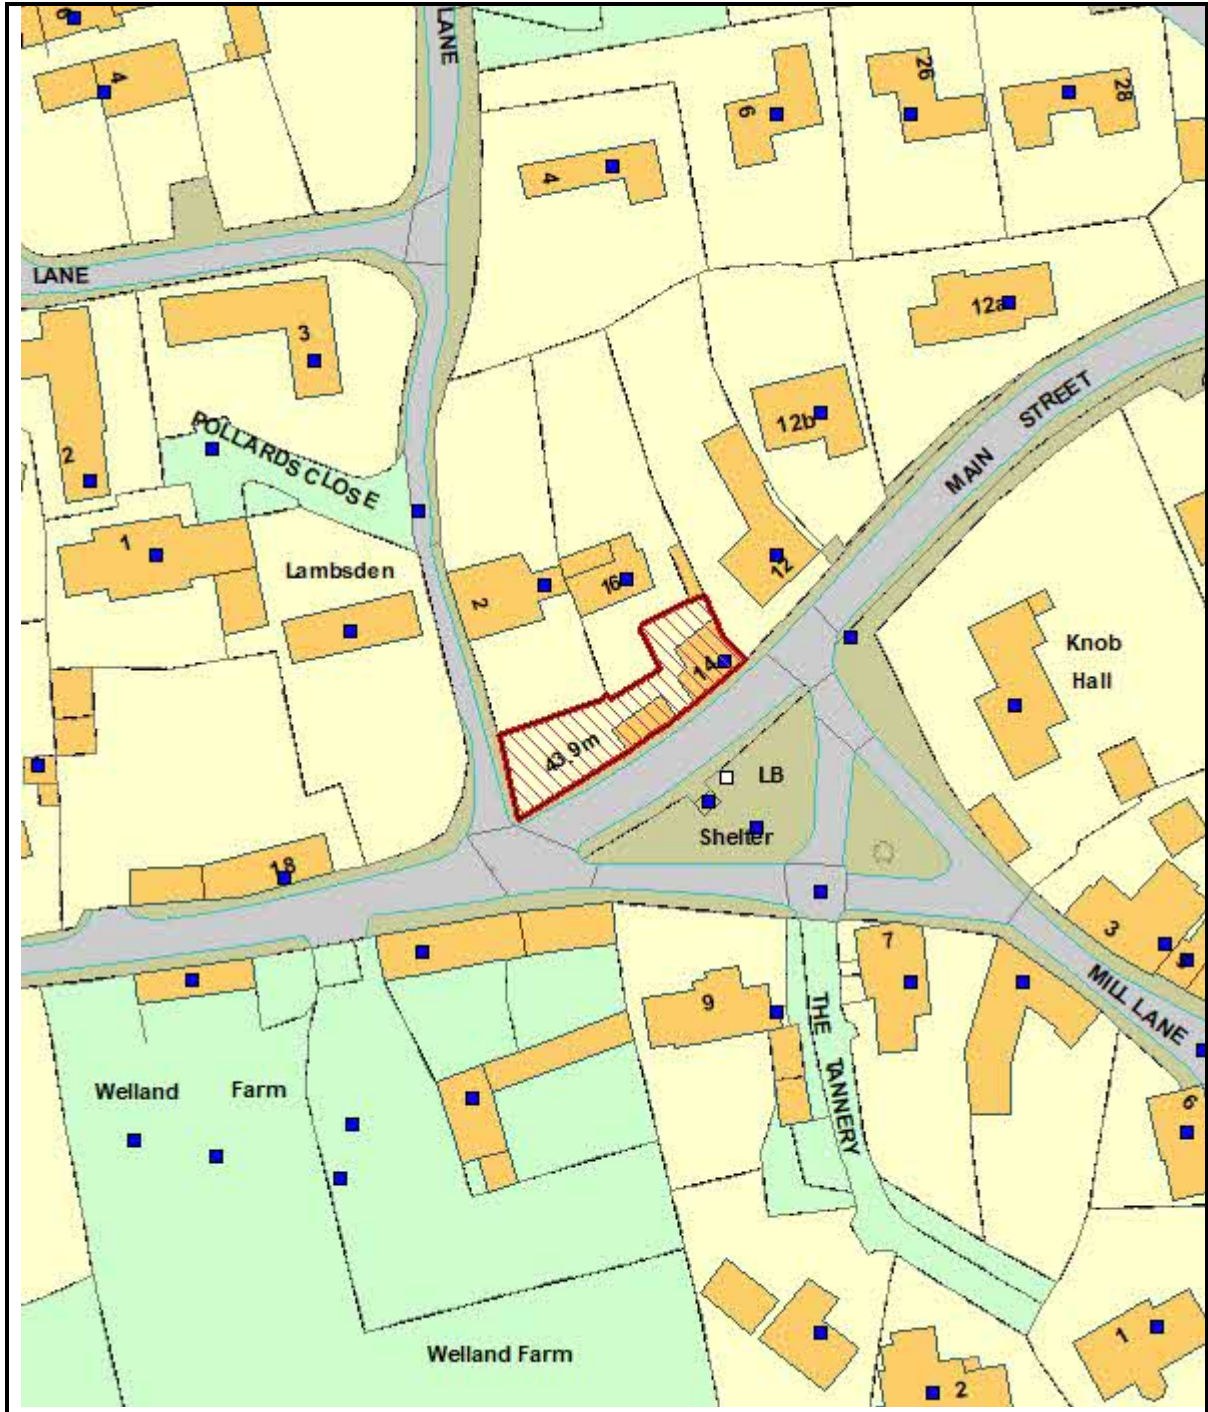 LANE
6
4
6
26
28
4
LANE
3
12a
2
POLLARDS CLOSE
12b
MAIN STREET
1
Lambsden
2
16
12
14
Knob
Hall
43.9m
LB
Shelter
18
3
7
9
MILL LANE
THE TANNERY
Welland Farm
6
Welland Farm
1
2